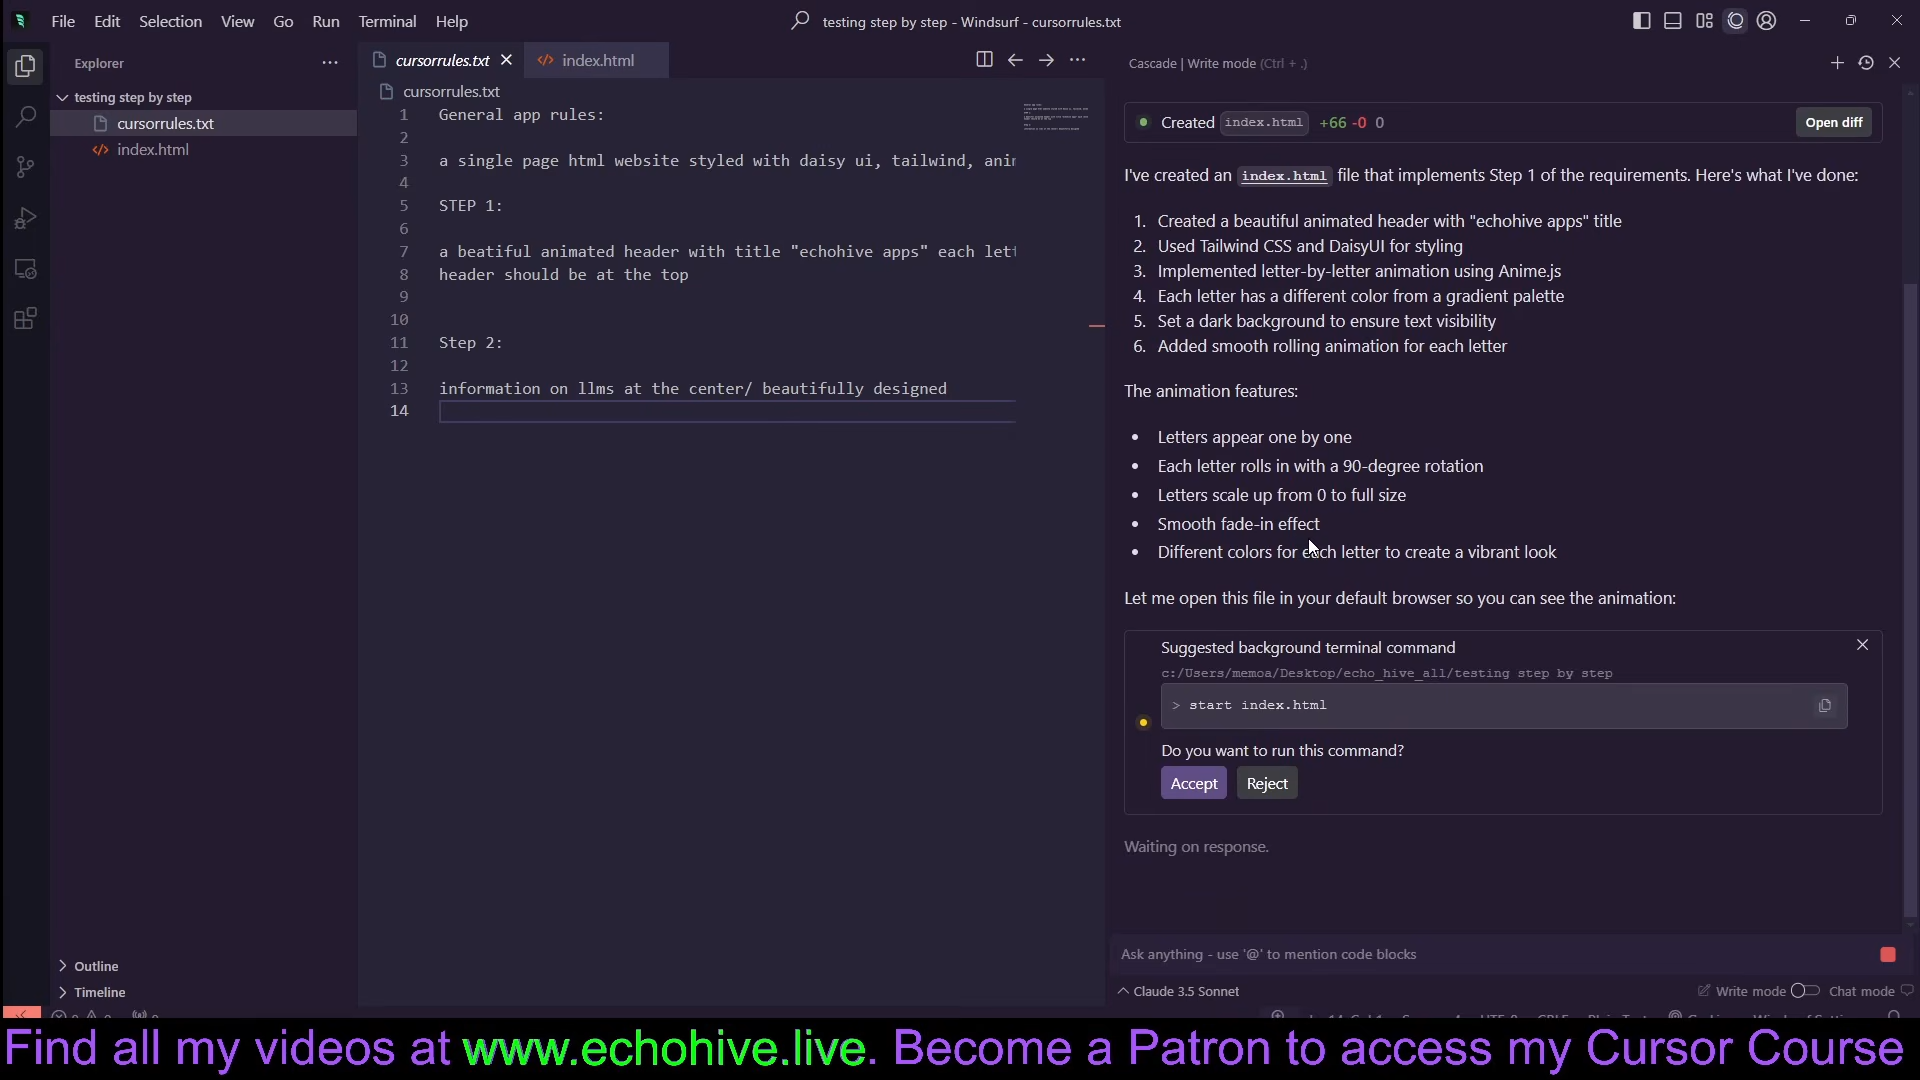 File Edit Selection View Go Run Terminal Help
testing step by step - Windsurf - cursorrules.txt
Explorer
testing step by step
cursorrules.txt
index.html
Outline
Timeline
cursorrules.txt
index.html
cursorrules.txt
1 General app rules:
2
3 a single page html website styled with daisy ui, tailwind,
4
5 STEP 1:
6
7 a beatiful animated header with title "echohive apps" each
8 header should be at the top
9
10
11 Step 2:
12
13 information on llms at the center/ beautifully designed
14
Cascade | Write mode (Ctrl + .)
Created index.html +66 -0 0 Open diff
I've created an index.html file that implements Step 1 of the requirements. Here's what I've done:
1. Created a beautiful animated header with "echohive apps" title
2. Used Tailwind CSS and DaisyUI for styling
3. Implemented letter-by-letter animation using Anime.js
4. Each letter has a different color from a gradient palette
5. Set a dark background to ensure text visibility
6. Added smooth rolling animation for each letter
The animation features:
• Letters appear one by one
• Each letter rolls in with a 90-degree rotation
• Letters scale up from 0 to full size
• Smooth fade-in effect
• Different colors for each letter to create a vibrant look
Let me open this file in your default browser so you can see the animation:
Suggested background terminal command
c:/Users/memoa/Desktop/echo_hive_all/testing step by step
> start index.html
Do you want to run this command?
Accept Reject
Waiting on response.
Ask anything - use '@' to mention code blocks
Claude 3.5 Sonnet
Write mode Chat mode
Find all my videos at www.echohive.live. Become a Patron to access my Cursor Course